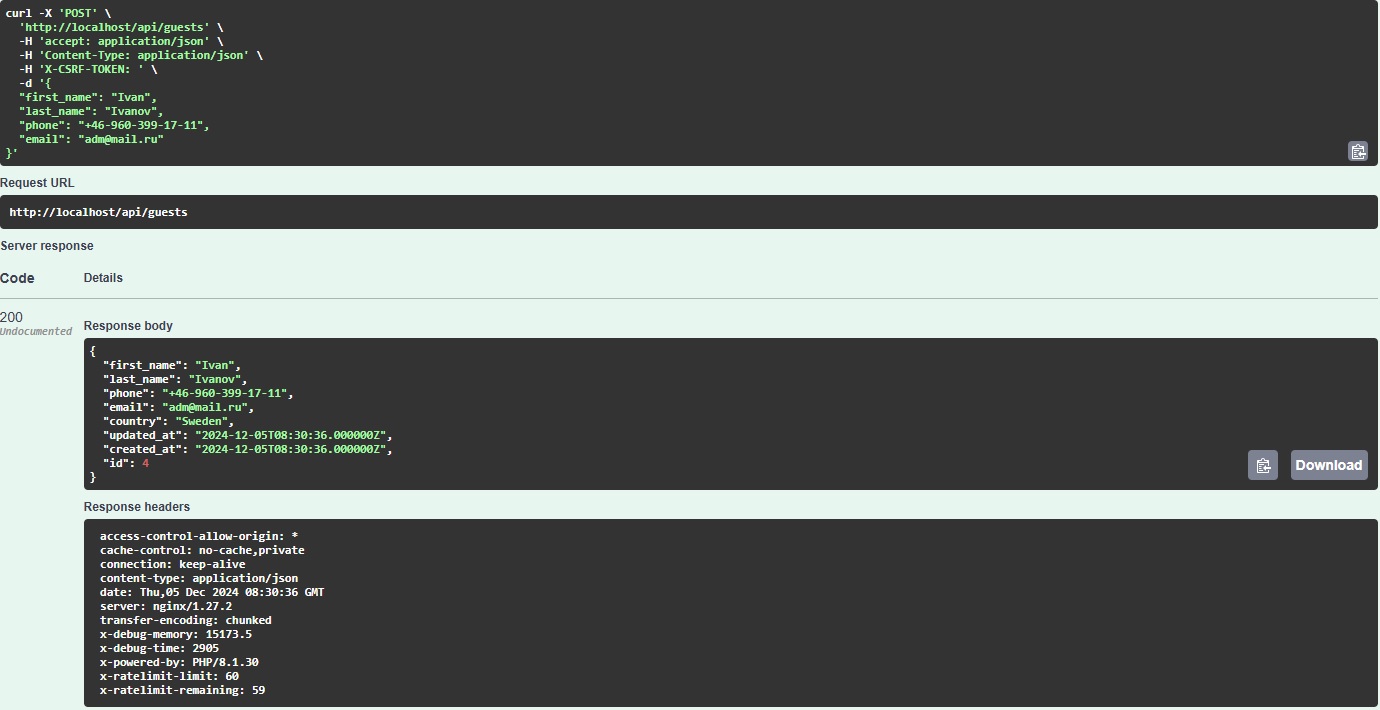 curl -X 'POST' \
  'http://localhost/api/guests' \
  -H 'accept: application/json' \
  -H 'Content-Type: application/json' \
  -H 'X-CSRF-TOKEN: ' \
  -d '{
  "first_name": "Ivan",
  "last_name": "Ivanov",
  "phone": "+46-960-399-17-11",
  "email": "adm@mail.ru"
}'
Request URL
http://localhost/api/guests
Server response
Code Details
200
Undocumented
Response body
{
  "first_name": "Ivan",
  "last_name": "Ivanov",
  "phone": "+46-960-399-17-11",
  "email": "adm@mail.ru",
  "country": "Sweden",
  "updated_at": "2024-12-05T08:30:36.000000Z",
  "created_at": "2024-12-05T08:30:36.000000Z",
  "id": 4
}
Download
Response headers
access-control-allow-origin: *
cache-control: no-cache,private
connection: keep-alive
content-type: application/json
date: Thu,05 Dec 2024 08:30:36 GMT
server: nginx/1.27.2
transfer-encoding: chunked
x-debug-memory: 15173.5
x-debug-time: 2905
x-powered-by: PHP/8.1.30
x-ratelimit-limit: 60
x-ratelimit-remaining: 59